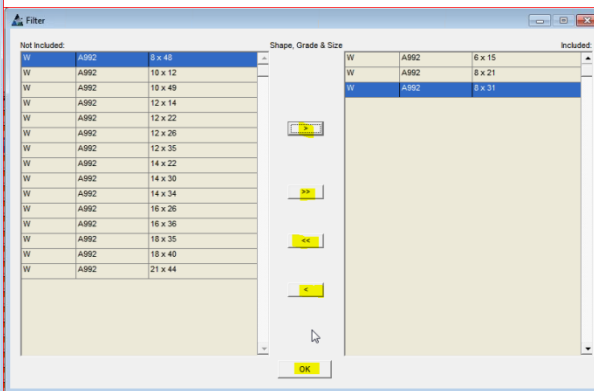 Filter
Not Included: Shape, Grade & Size Included:
W A992 8 x 48 W A992 6 x 15
W A992 10 x 12 W A992 8 x 21
W A992 10 x 49 W A992 8 x 31
W A992 12 x 14
W A992 12 x 22
W A992 12 x 26
W A992 12 x 35
W A992 14 x 22
W A992 14 x 30
W A992 14 x 34
W A992 16 x 26
W A992 16 x 36
W A992 18 x 35
W A992 18 x 40
W A992 21 x 44
>
>>
<<
<
OK